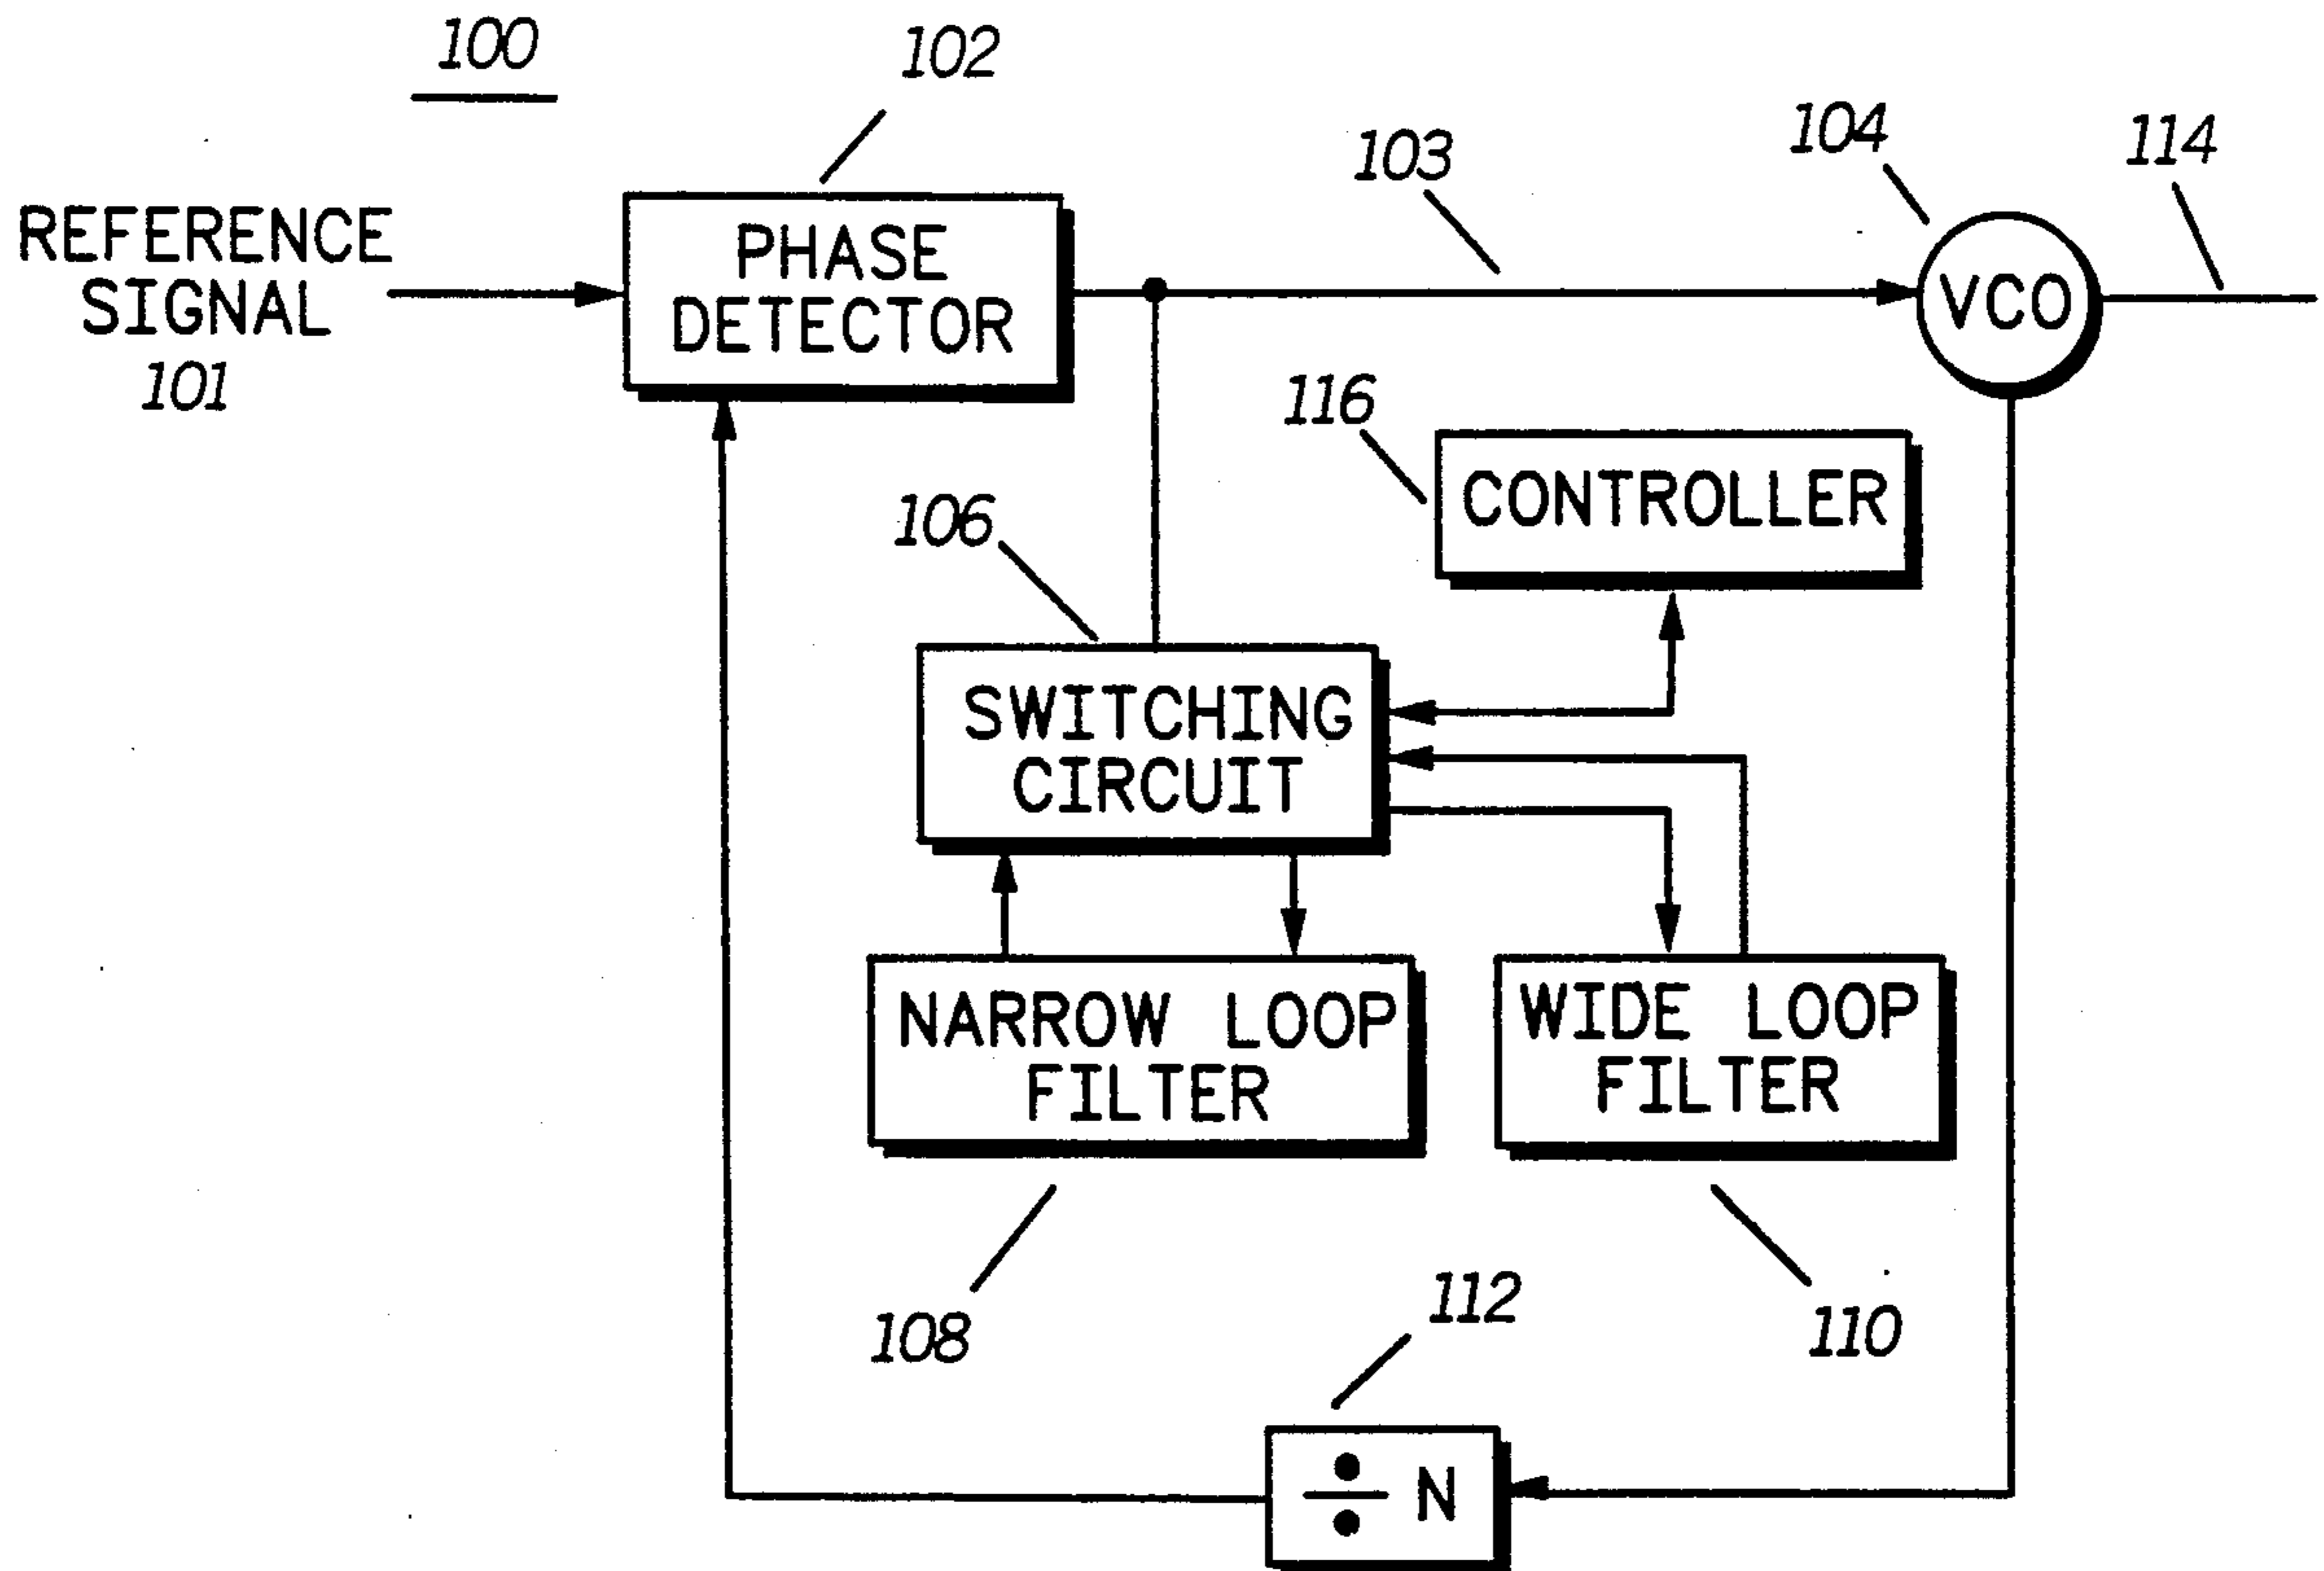 100
102
103
104
114
REFERENCE
SIGNAL
101
PHASE
DETECTOR
VCO
116
CONTROLLER
106
SWITCHING
CIRCUIT
NARROW LOOP
FILTER
WIDE LOOP
FILTER
108
112
110
÷ N